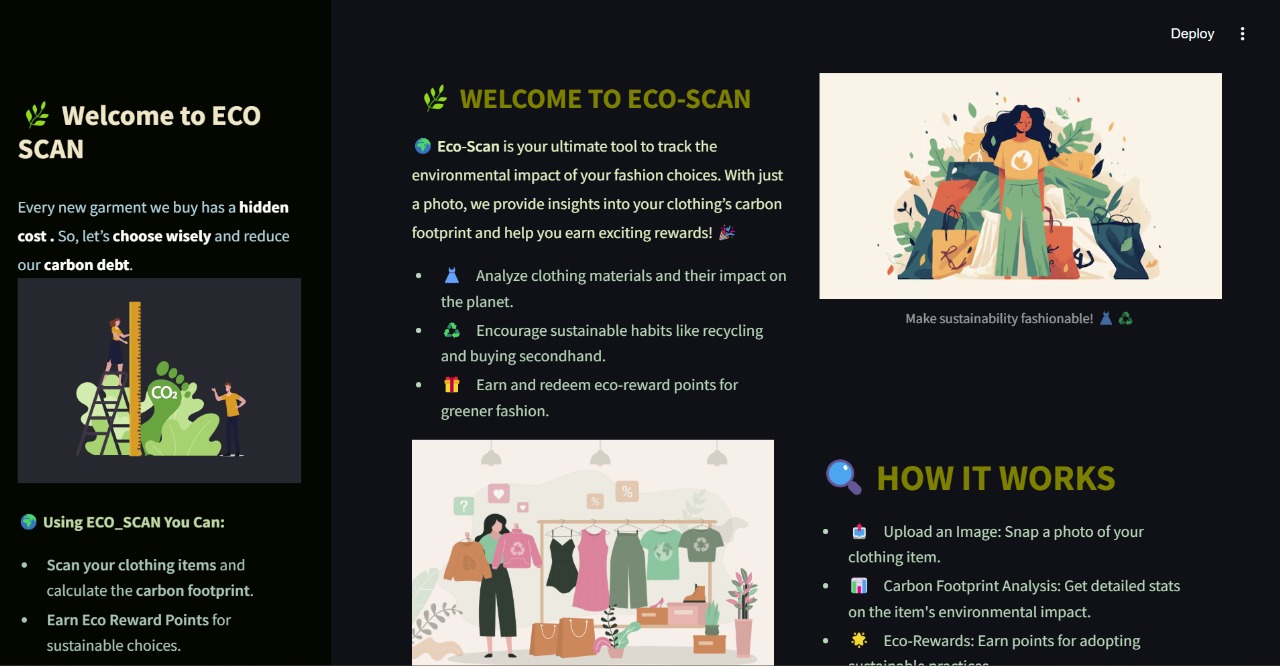 Deploy
Welcome to ECO
SCAN
Every new garment we buy has a hidden
cost . So, let's choose wisely and reduce
our carbon debt.
CO₂
Using ECO_SCAN You Can:
Scan your clothing items and
calculate the carbon footprint.
Earn Eco Reward Points for
sustainable choices.
WELCOME TO ECO-SCAN
Eco-Scan is your ultimate tool to track the
environmental impact of your fashion choices. With just
a photo, we provide insights into your clothing's carbon
footprint and help you earn exciting rewards!
Analyze clothing materials and their impact on
the planet.
Encourage sustainable habits like recycling
and buying secondhand.
Earn and redeem eco-reward points for
greener fashion.
Make sustainability fashionable!
?
%
%
HOW IT WORKS
Upload an Image: Snap a photo of your
clothing item.
Carbon Footprint Analysis: Get detailed stats
on the item's environmental impact.
Eco-Rewards: Earn points for adopting
sustainable practices.